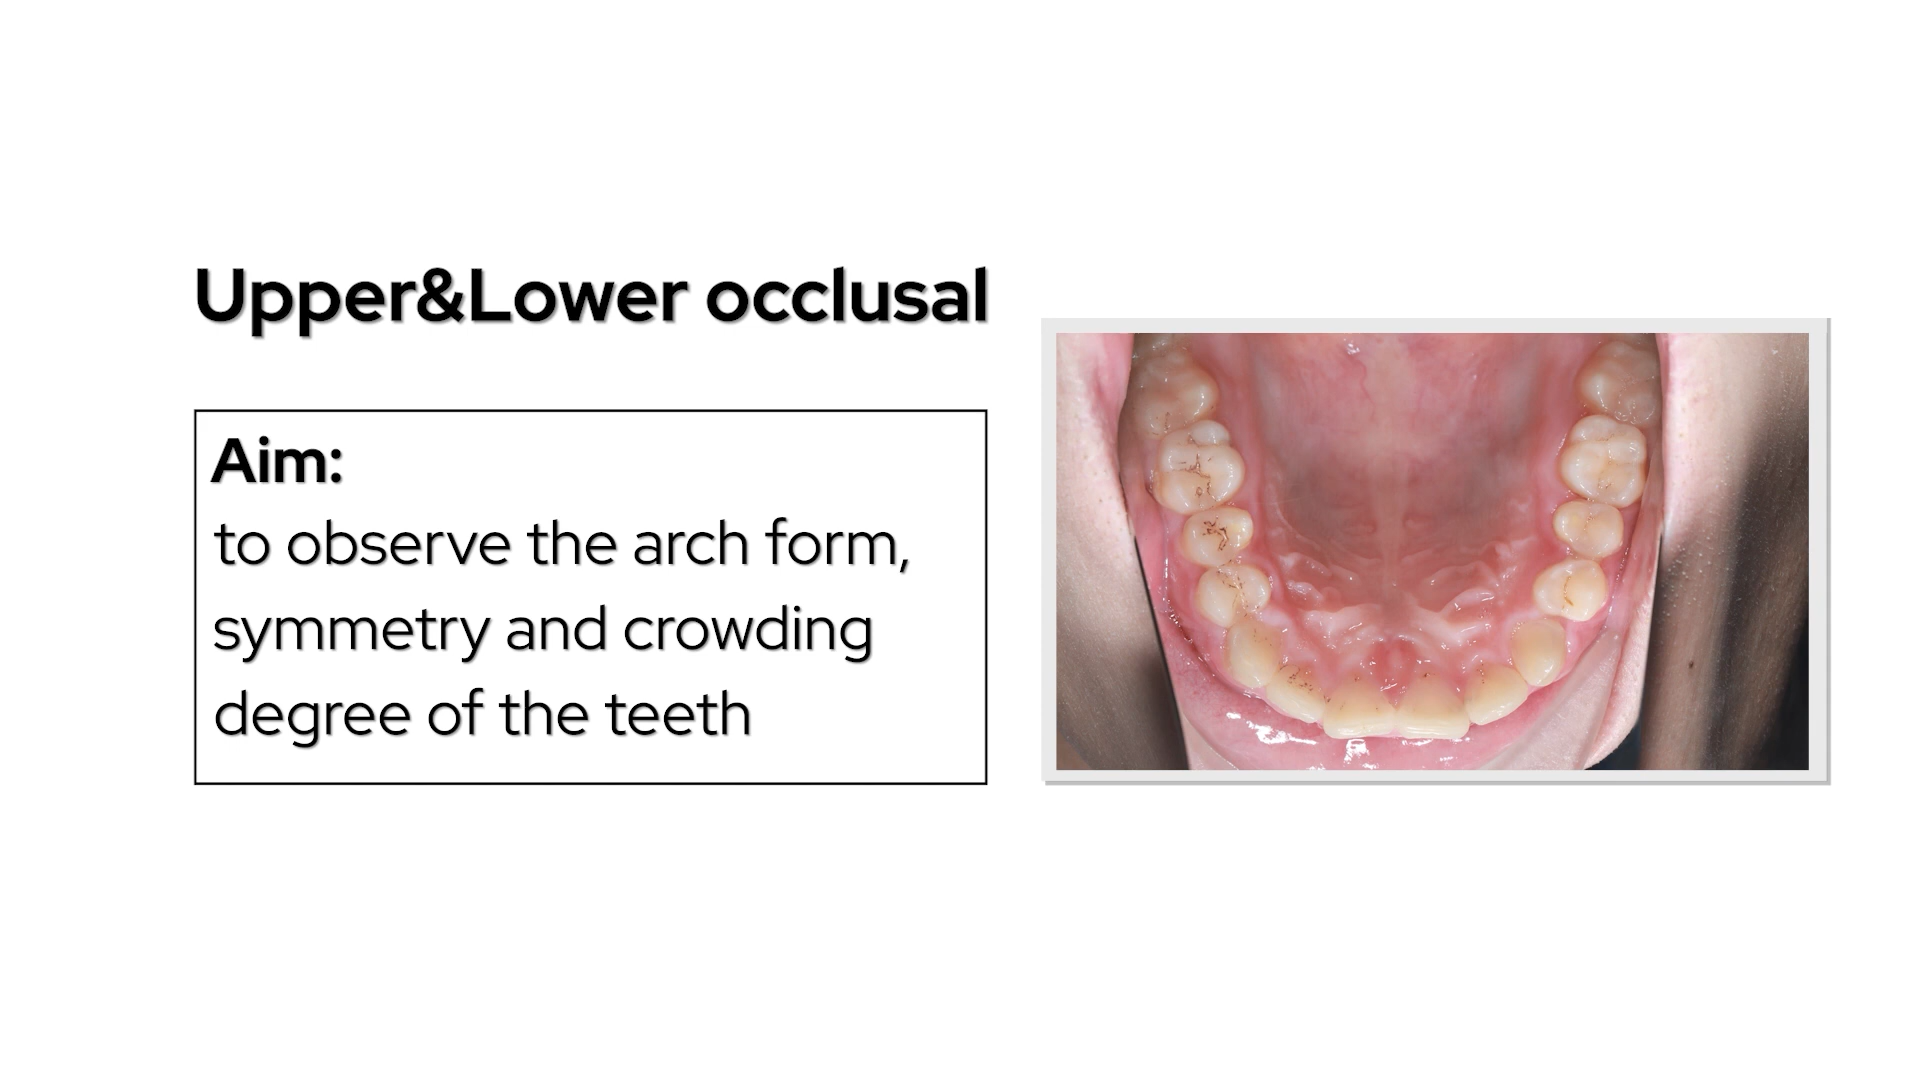 Upper&Lower occlusal
Aim:
to observe the arch form,
symmetry and crowding
degree of the teeth